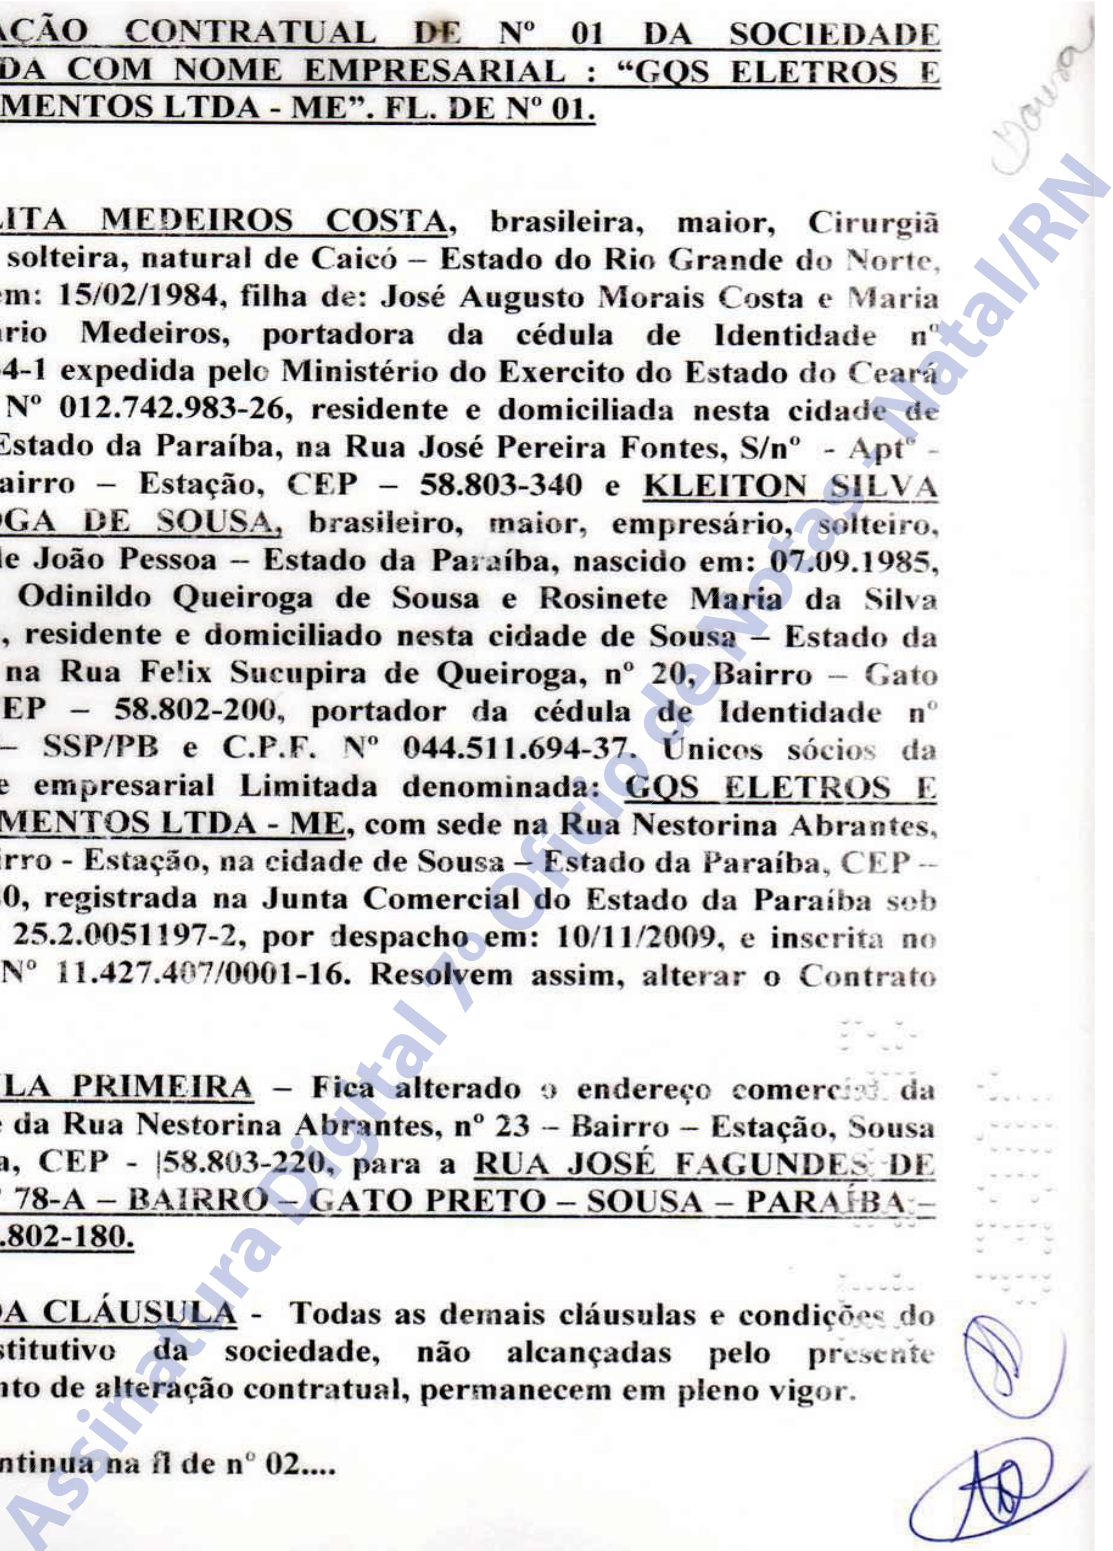 AÇÃO CONTRATUAL DE Nº 01 DA SOCIEDADE
DA COM NOME EMPRESARIAL : “GQS ELETROS E
MENTOS LTDA - ME”. FL. DE Nº 01.
Sousa
LITA MEDEIROS COSTA, brasileira, maior, Cirurgiã
solteira, natural de Caicó – Estado do Rio Grande do Norte,
em: 15/02/1984, filha de: José Augusto Morais Costa e Maria
ário Medeiros, portadora da cédula de Identidade nº
4-1 expedida pelo Ministério do Exercito do Estado do Ceará
Nº 012.742.983-26, residente e domiciliada nesta cidade de
Estado da Paraíba, na Rua José Pereira Fontes, S/nº - Aptº -
airro – Estação, CEP – 58.803-340 e KLEITON SILVA
OGA DE SOUSA, brasileiro, maior, empresário, solteiro,
le João Pessoa – Estado da Paraíba, nascido em: 07.09.1985,
Odinildo Queiroga de Sousa e Rosinete Maria da Silva
, residente e domiciliado nesta cidade de Sousa – Estado da
na Rua Felix Sucupira de Queiroga, nº 20, Bairro – Gato
EP – 58.802-200, portador da cédula de Identidade nº
– SSP/PB e C.P.F. Nº 044.511.694-37. Únicos sócios da
e empresarial Limitada denominada: GQS ELETROS E
MENTOS LTDA - ME, com sede na Rua Nestorina Abrantes,
irro - Estação, na cidade de Sousa – Estado da Paraíba, CEP –
0, registrada na Junta Comercial do Estado da Paraíba sob
25.2.0051197-2, por despacho em: 10/11/2009, e inscrita no
Nº 11.427.407/0001-16. Resolvem assim, alterar o Contrato
LA PRIMEIRA – Fica alterado o endereço comercial da
e da Rua Nestorina Abrantes, nº 23 – Bairro – Estação, Sousa
a, CEP - |58.803-220, para a RUA JOSÉ FAGUNDES DE
78-A – BAIRRO – GATO PRETO – SOUSA – PARAÍBA –
.802-180.
DA CLÁUSULA - Todas as demais cláusulas e condições do
stitutivo da sociedade, não alcançadas pelo presente
nto de alteração contratual, permanecem em pleno vigor.
ntinua na fl de nº 02....
Assinatura Digital 7º Ofício de Notas - Natal/RN